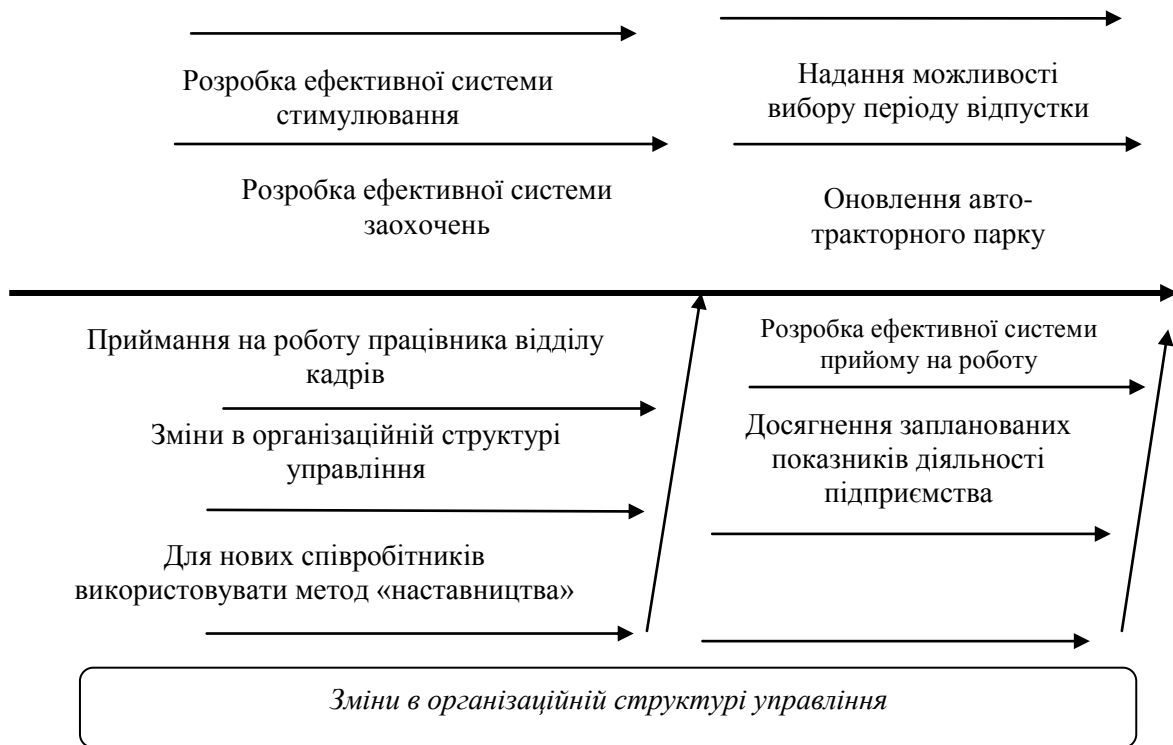 Розробка ефективної системи
стимулювання
Надання можливості
вибору періоду відпустки
Розробка ефективної системи
заохочень
Оновлення авто-
тракторного парку
Приймання на роботу працівника відділу
кадрів
Розробка ефективної системи
прийому на роботу
Зміни в організаційній структурі
управління
Досягнення запланованих
показників діяльності
підприємства
Для нових співробітників
використовувати метод «наставництва»
Зміни в організаційній структурі управління